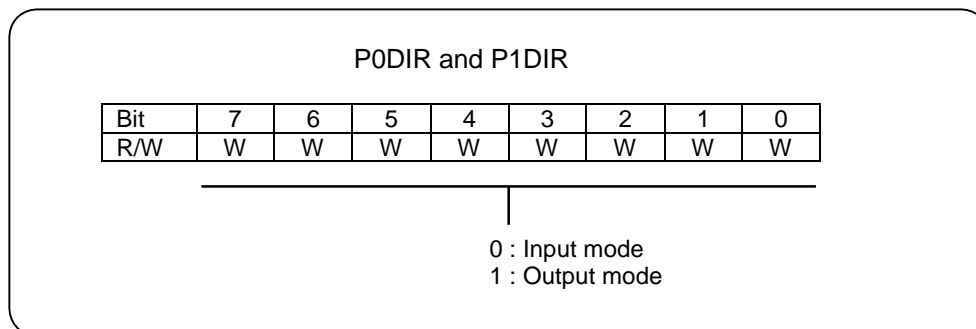 P0DIR and P1DIR
Bit 7 6 5 4 3 2 1 0
R/W W W W W W W W W
0 : Input mode
1 : Output mode